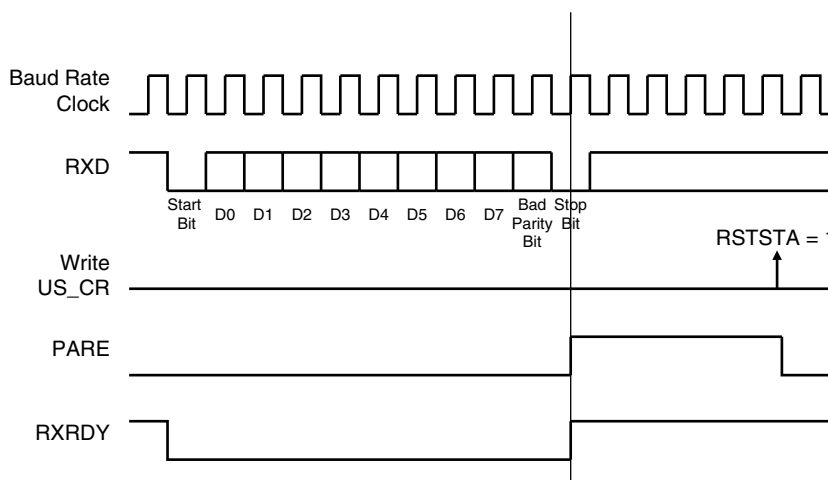 Baud Rate
Clock
RXD
Start
Bit
D0
D1
D2
D3
D4
D5
D6
D7
Bad
Parity
Bit
Stop
Bit
RSTSTA = 1
Write
US_CR
PARE
RXRDY